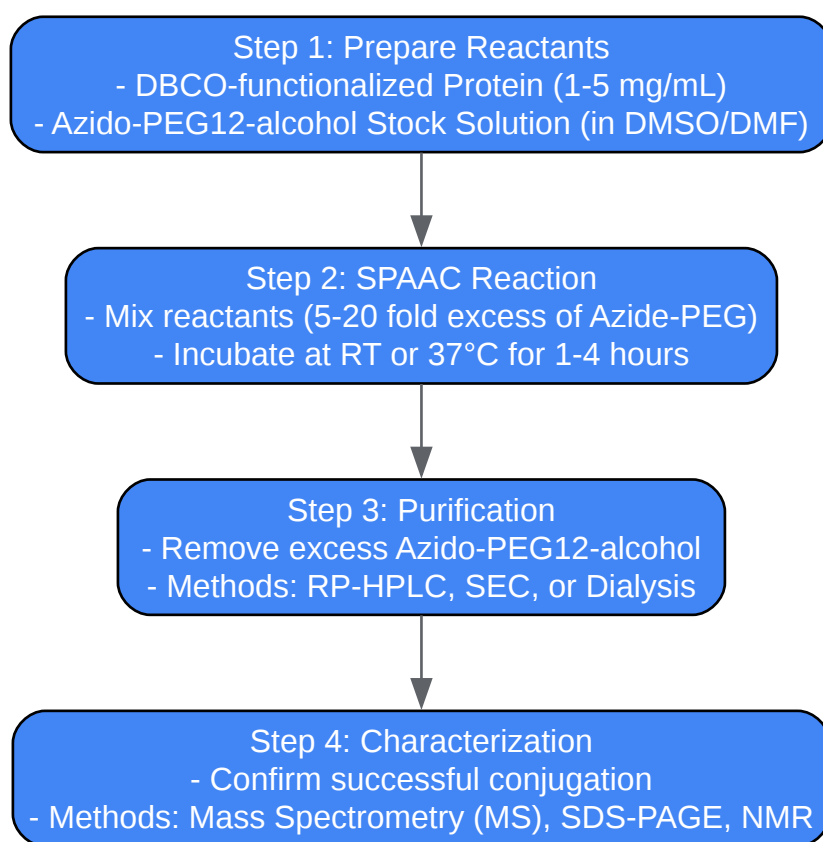 Step 1: Prepare Reactants
- DBCO-functionalized Protein (1-5 mg/mL)
- Azido-PEG12-alcohol Stock Solution (in DMSO/DMF)
Step 2: SPAAC Reaction
- Mix reactants (5-20 fold excess of Azide-PEG)
- Incubate at RT or 37°C for 1-4 hours
Step 3: Purification
- Remove excess Azido-PEG12-alcohol
- Methods: RP-HPLC, SEC, or Dialysis
Step 4: Characterization
- Confirm successful conjugation
- Methods: Mass Spectrometry (MS), SDS-PAGE, NMR